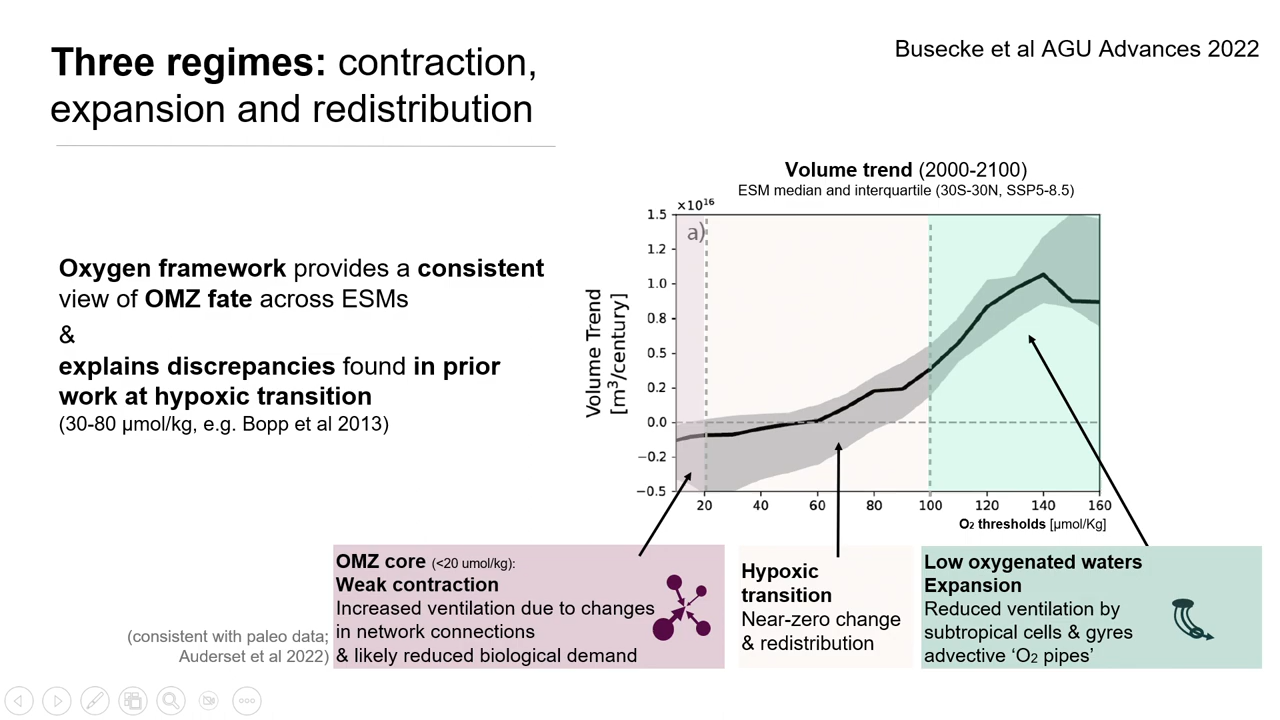 Three regimes: contraction,
expansion and redistribution
Busecke et al AGU Advances 2022
Oxygen framework provides a consistent
view of OMZ fate across ESMs
&
explains discrepancies found in prior
work at hypoxic transition
(30-80 μmol/kg, e.g. Bopp et al 2013)
Volume trend (2000-2100)
ESM median and interquartile (30S-30N, SSP5-8.5)
×10¹⁶
a)
1.5
1.2
1.0
0.8
0.5
0.2
0.0
−0.2
−0.5
Volume Trend
[m³/century]
20 40 60 80 100 120 140 160
O₂ thresholds [μmol/Kg]
OMZ core (<20 umol/kg):
Weak contraction
Increased ventilation due to changes
in network connections
& likely reduced biological demand
(consistent with paleo data;
Auderset et al 2022)
Hypoxic
transition
Near-zero change
& redistribution
Low oxygenated waters
Expansion
Reduced ventilation by
subtropical cells & gyres
advective ‘O₂ pipes’